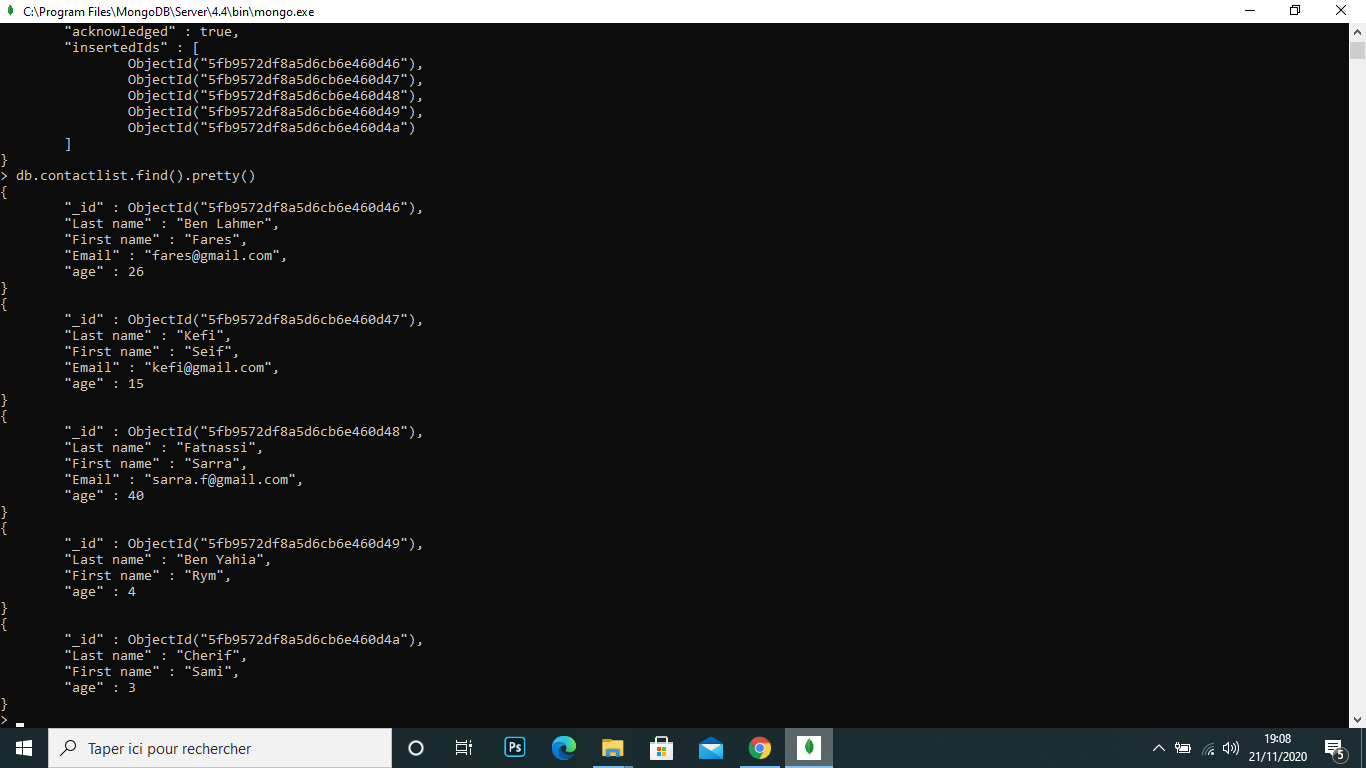 C:\Program Files\MongoDB\Server\4.4\bin\mongo.exe
"acknowledged" : true,
"insertedIds" : [
ObjectId("5fb9572df8a5d6cb6e460d46"),
ObjectId("5fb9572df8a5d6cb6e460d47"),
ObjectId("5fb9572df8a5d6cb6e460d48"),
ObjectId("5fb9572df8a5d6cb6e460d49"),
ObjectId("5fb9572df8a5d6cb6e460d4a")
]
}
> db.contactlist.find().pretty()
{
"_id" : ObjectId("5fb9572df8a5d6cb6e460d46"),
"Last name" : "Ben Lahmer",
"First name" : "Fares",
"Email" : "fares@gmail.com",
"age" : 26
}
{
"_id" : ObjectId("5fb9572df8a5d6cb6e460d47"),
"Last name" : "Kefi",
"First name" : "Seif",
"Email" : "kefi@gmail.com",
"age" : 15
}
{
"_id" : ObjectId("5fb9572df8a5d6cb6e460d48"),
"Last name" : "Fatnassi",
"First name" : "Sarra",
"Email" : "sarra.f@gmail.com",
"age" : 40
}
{
"_id" : ObjectId("5fb9572df8a5d6cb6e460d49"),
"Last name" : "Ben Yahia",
"First name" : "Rym",
"age" : 4
}
{
"_id" : ObjectId("5fb9572df8a5d6cb6e460d4a"),
"Last name" : "Cherif",
"First name" : "Sami",
"age" : 3
}
>
Taper ici pour rechercher
Ps
19:08
21/11/2020
5